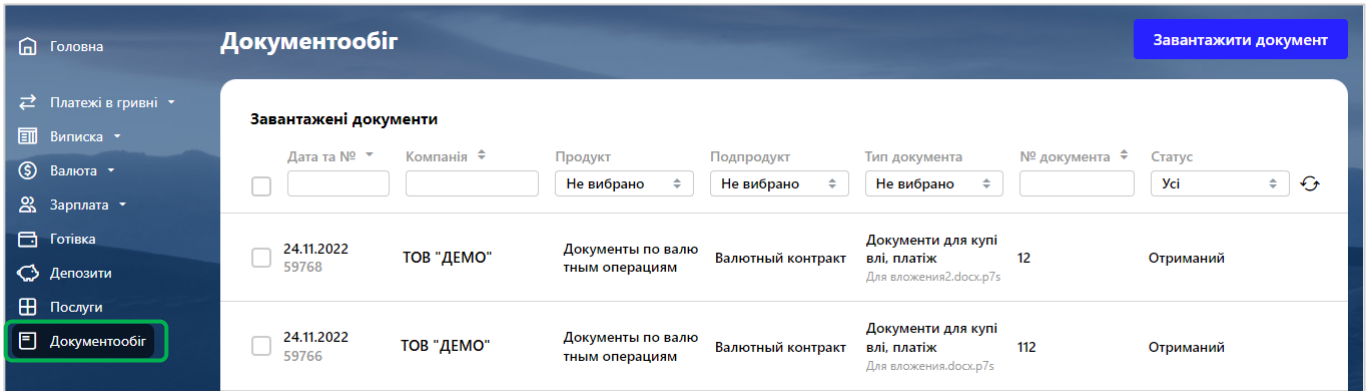 Головна
Платежі в гривні
Виписка
Валюта
Зарплата
Готівка
Депозити
Послуги
Документообіг
Документообіг
Завантажити документ
Завантажені документи
Дата та № Компанія Продукт Подпродукт Тип документа № документа Статус
Не вибрано Не вибрано Не вибрано Усі
24.11.2022
59768
ТОВ "ДЕМО"
Документы по валю
тным операциям
Валютный контракт
Документи для купі
влі, платіж
Для вложения2.docx.p7s
12
Отриманий
24.11.2022
59766
ТОВ "ДЕМО"
Документы по валю
тным операциям
Валютный контракт
Документи для купі
влі, платіж
Для вложения.docx.p7s
112
Отриманий